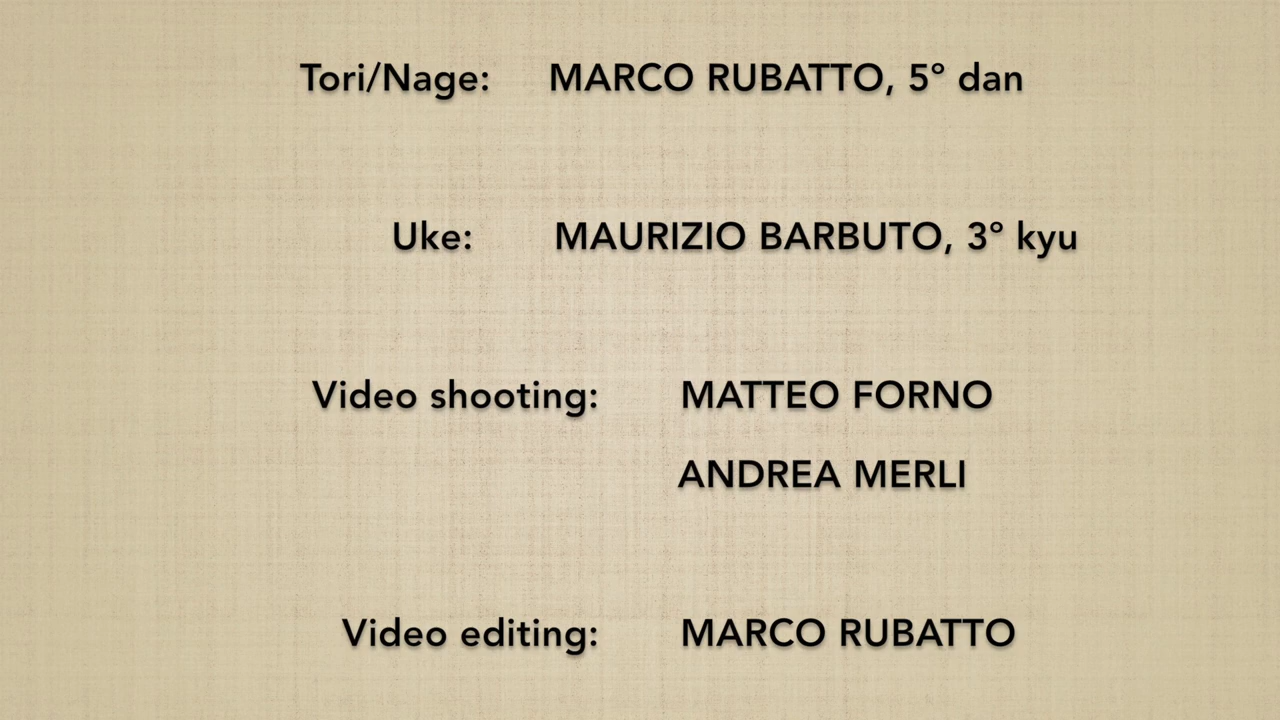 Tori/Nage: MARCO RUBATTO, 5° dan
Uke: MAURIZIO BARBUTO, 3° kyu
Video shooting: MATTEO FORNO
ANDREA MERLI
Video editing: MARCO RUBATTO